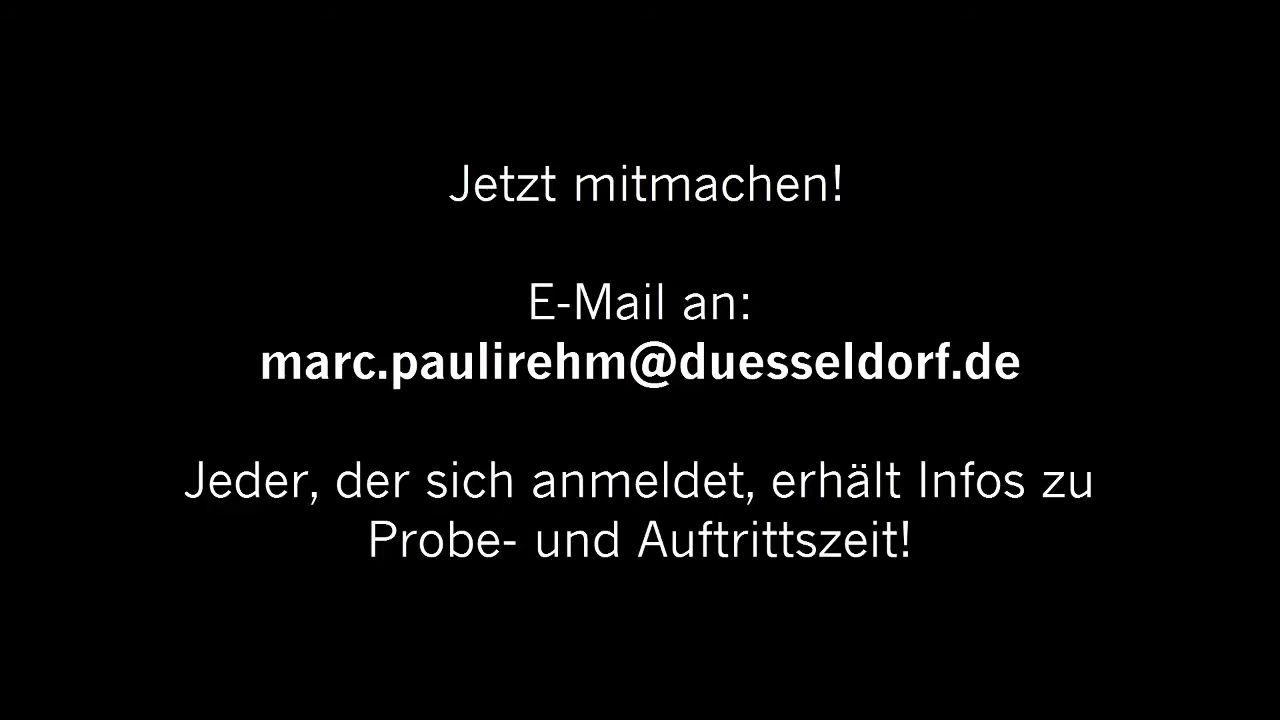 Jetzt mitmachen!
E-Mail an:
marc.paulirehm@duesseldorf.de
Jeder, der sich anmeldet, erhält Infos zu
Probe- und Auftrittszeit!